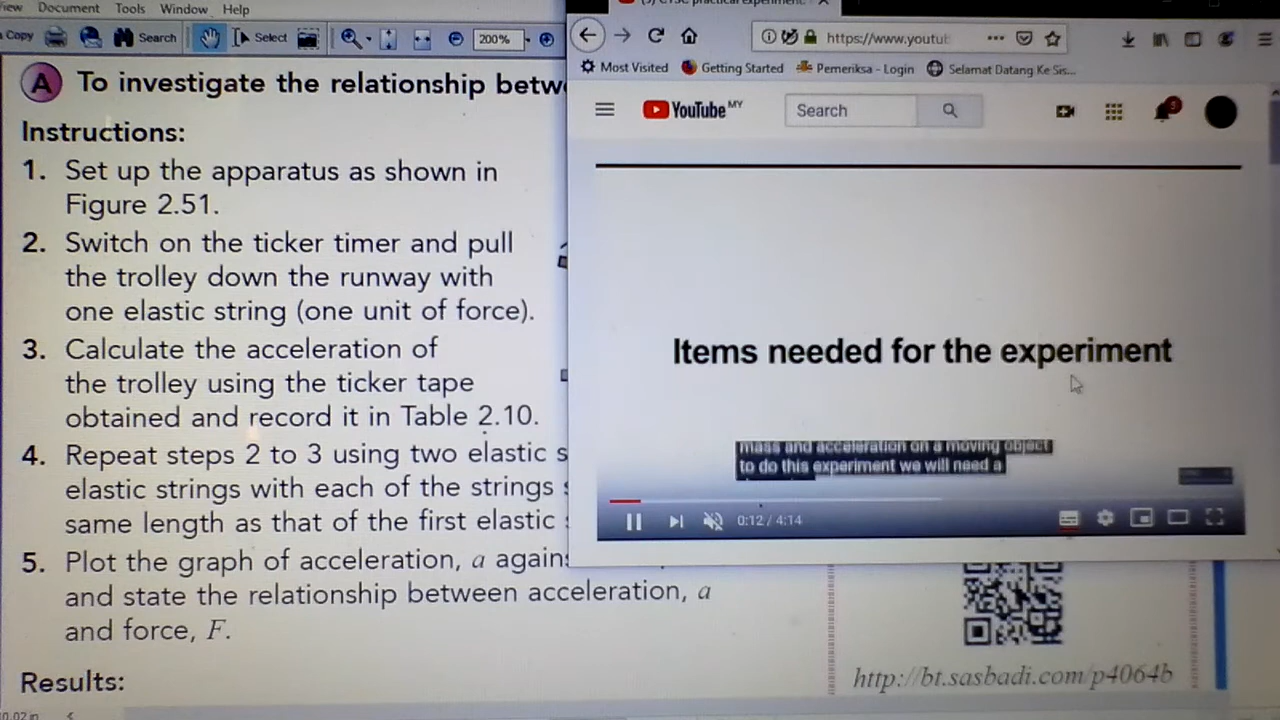 Document Tools Window Help
Copy Search Select 200%
A To investigate the relationship
Instructions:
1. Set up the apparatus as shown in
Figure 2.51.
2. Switch on the ticker timer and pull
the trolley down the runway with
one elastic string (one unit of force).
3. Calculate the acceleration of
the trolley using the ticker tape
obtained and record it in Table 2.10.
4. Repeat steps 2 to 3 using two elastic
elastic strings with each of the strings
same length as that of the first elastic
5. Plot the graph of acceleration, a
and state the relationship between acceleration, a
and force, F.
Results:
https://www.youtu
Most Visited Getting Started Pemeriksa - Login Selamat Datang Ke Sis...
YouTube MY Search
Items needed for the experiment
mass and acceleration on a moving object
to do this experiment we will need a
0:12 / 4:14
http://bt.sasbadi.com/p4064b